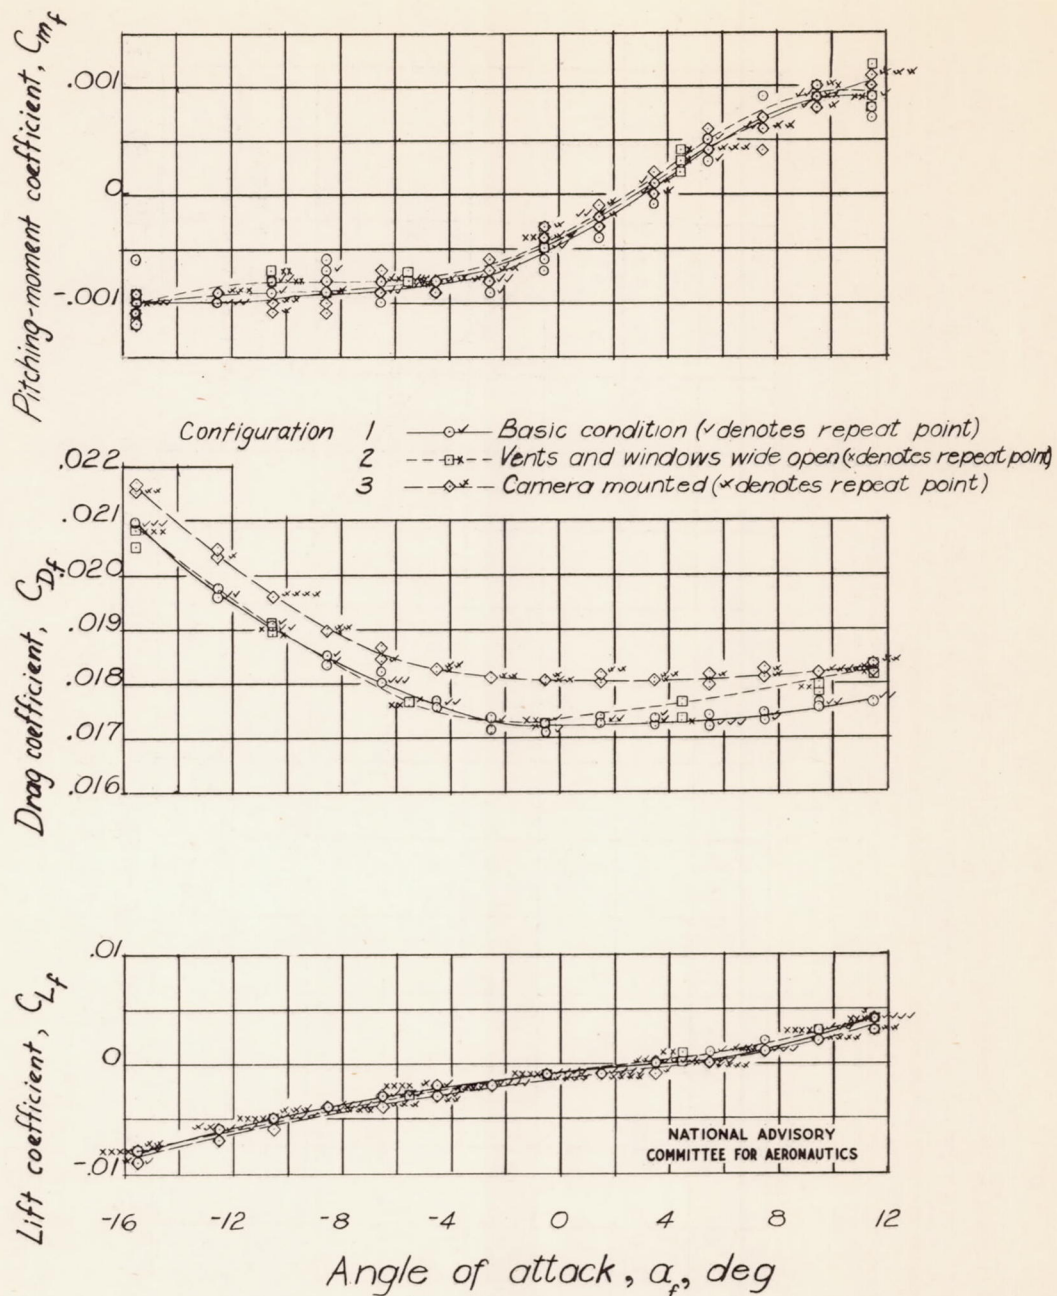 Pitching-moment coefficient, Cmf
.001
0
-.001
Configuration 1 Basic condition (✓denotes repeat point)
2 Vents and windows wide open (×denotes repeat point)
3 Camera mounted (×denotes repeat point)
Drag coefficient, CDf
.022
.021
.020
.019
.018
.017
.016
Lift coefficient, CLf
.01
0
-.01
NATIONAL ADVISORY
COMMITTEE FOR AERONAUTICS
-16 -12 -8 -4 0 4 8 12
Angle of attack, αf, deg